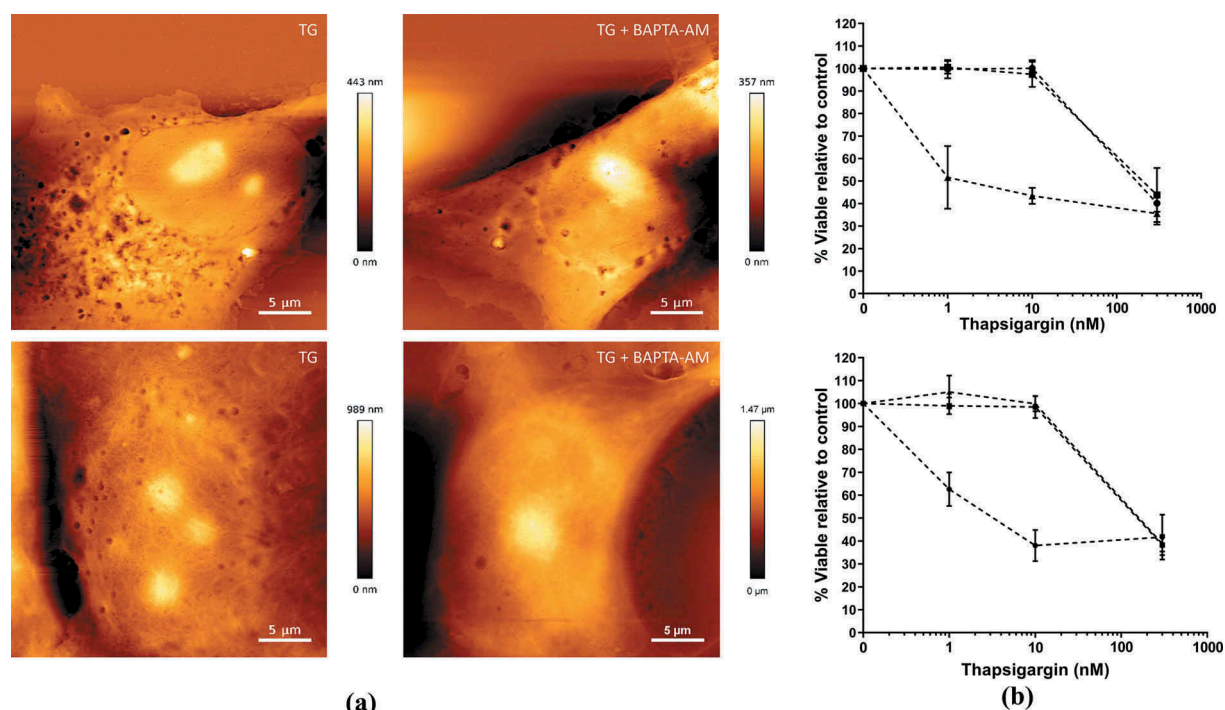 TG
443 nm
0 nm
5 μm
TG + BAPTA-AM
357 nm
0 nm
5 μm
TG
989 nm
0 nm
5 μm
TG + BAPTA-AM
1.47 μm
0 μm
5 μm
(a)
% Viable relative to control
120
110
100
90
80
70
60
50
40
30
20
10
0
0 1 10 100 1000
Thapsigargin (nM)
% Viable relative to control
120
110
100
90
80
70
60
50
40
30
20
10
0
0 1 10 100 1000
Thapsigargin (nM)
(b)